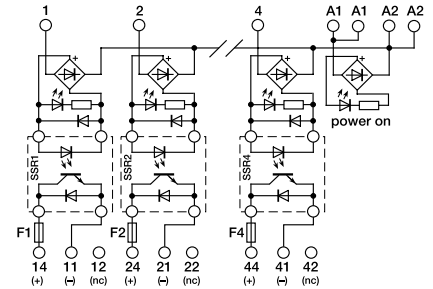 1 2 4 A1 A1 A2 A2
+ + + +
power on
SSR1 SSR2 SSR4
F1 F2 F4
14 11 12 24 21 22 44 41 42
(+) (–) (nc) (+) (–) (nc) (+) (–) (nc)